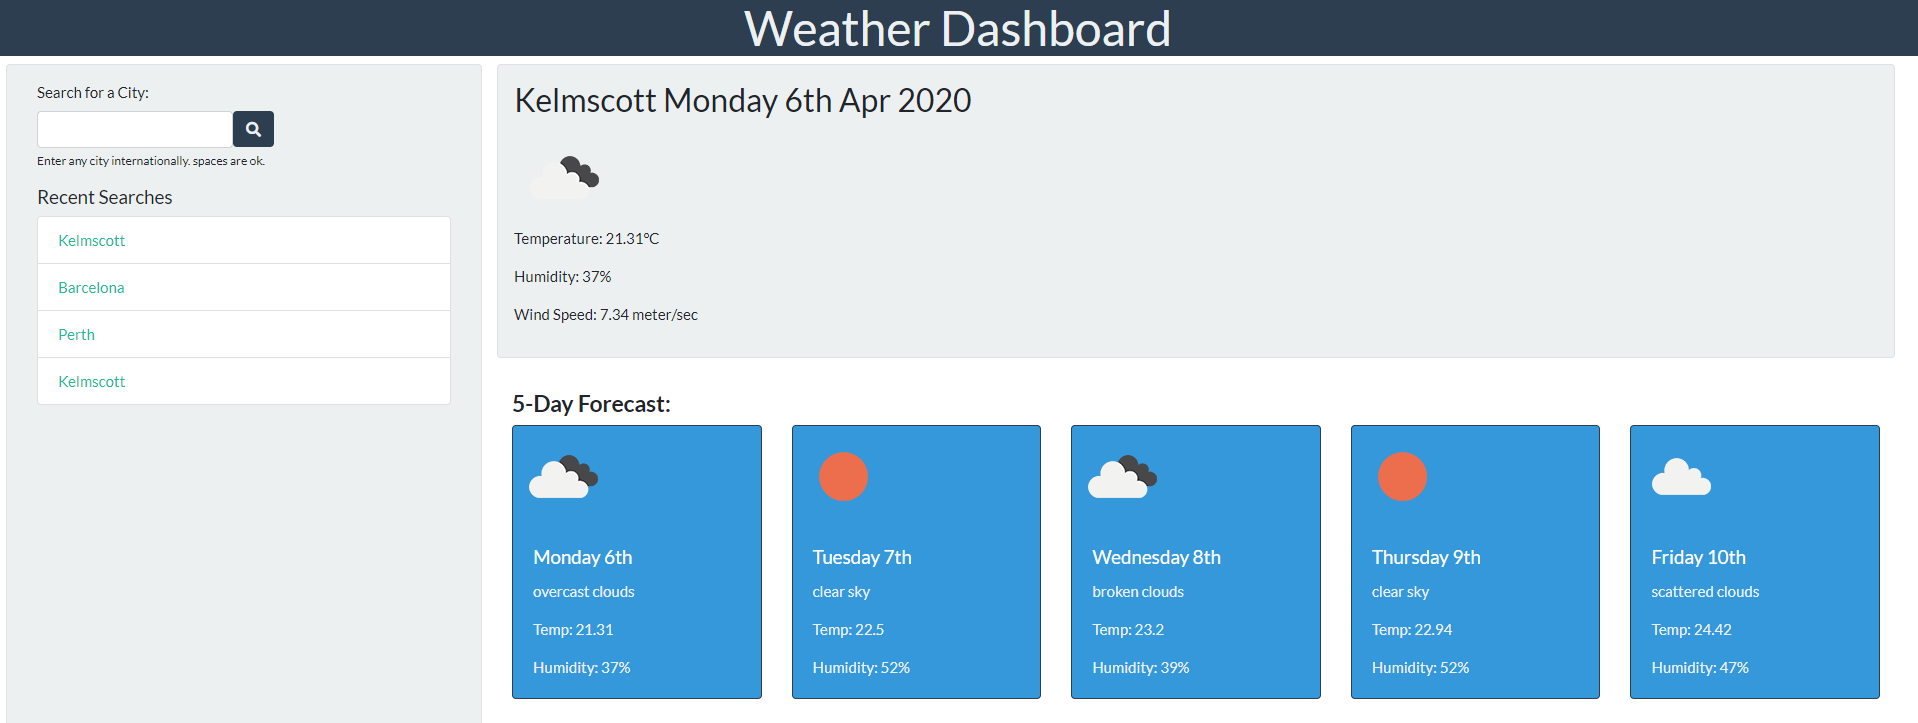 Weather Dashboard
Search for a City:
Enter any city internationally. spaces are ok.
Recent Searches
Kelmscott
Barcelona
Perth
Kelmscott
Kelmscott Monday 6th Apr 2020
Temperature: 21.31°C
Humidity: 37%
Wind Speed: 7.34 meter/sec
5-Day Forecast:
Monday 6th
overcast clouds
Temp: 21.31
Humidity: 37%
Tuesday 7th
clear sky
Temp: 22.5
Humidity: 52%
Wednesday 8th
broken clouds
Temp: 23.2
Humidity: 39%
Thursday 9th
clear sky
Temp: 22.94
Humidity: 52%
Friday 10th
scattered clouds
Temp: 24.42
Humidity: 47%